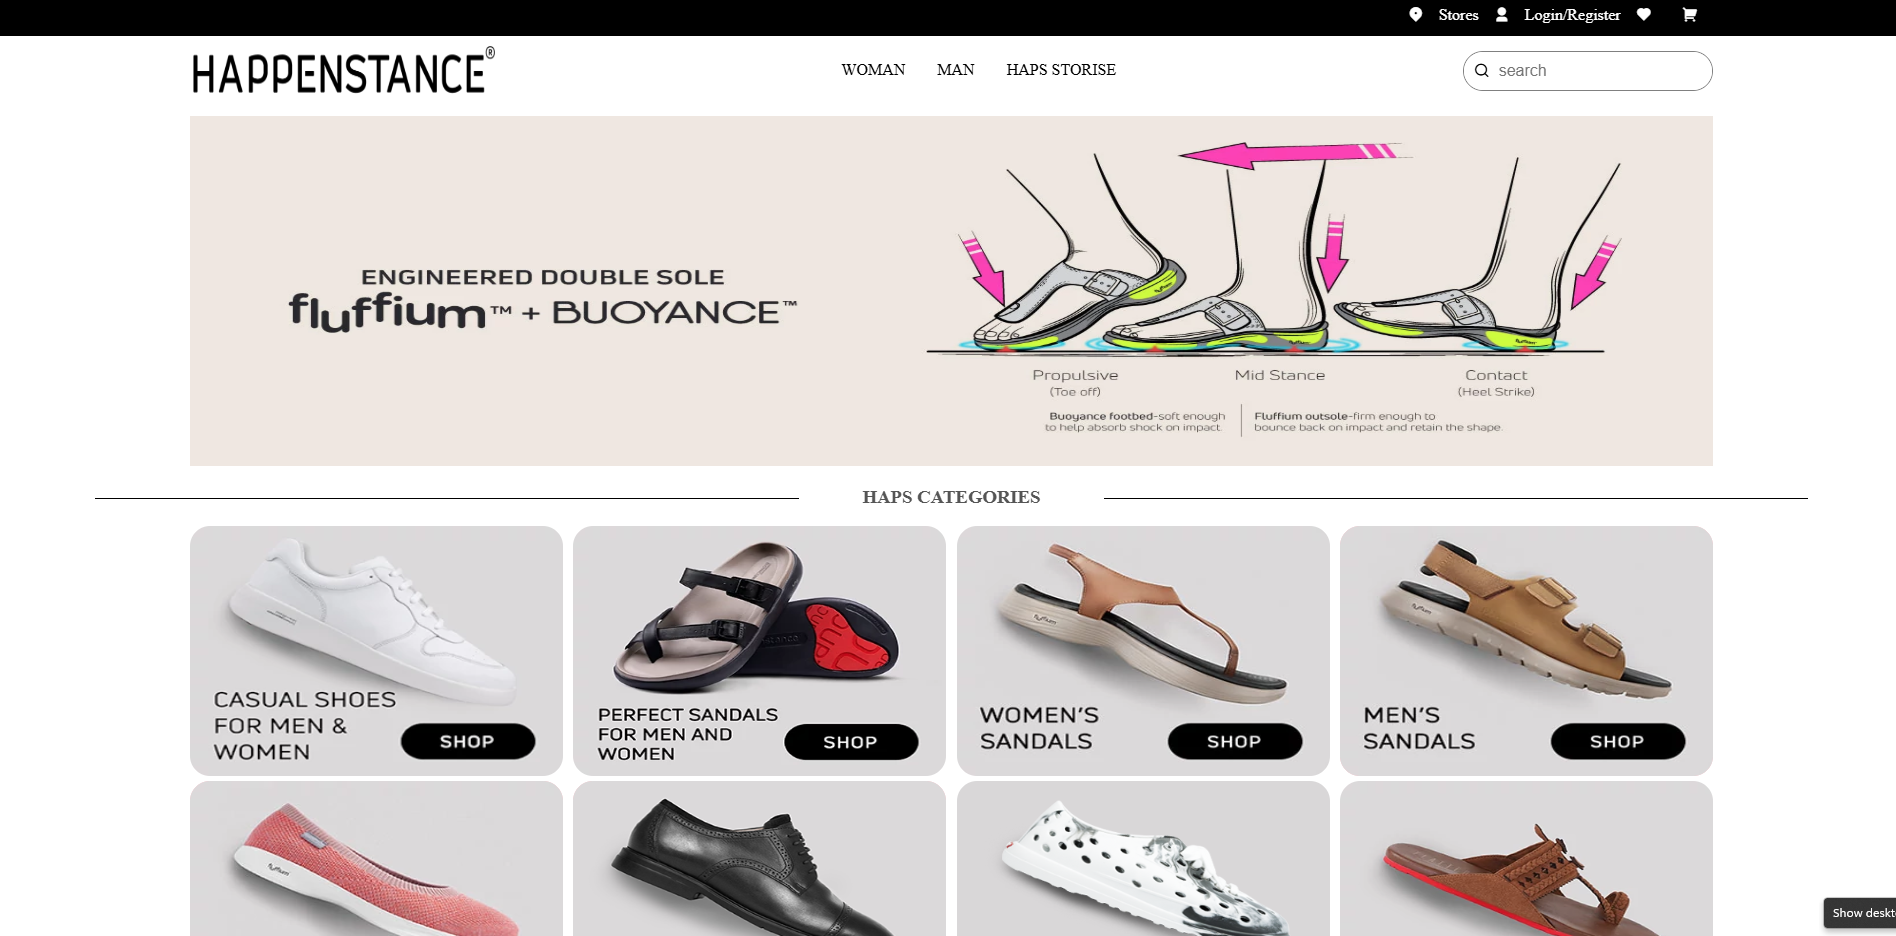 Stores
Login/Register
HAPPENSTANCE®
WOMAN
MAN
HAPS STORISE
search
ENGINEERED DOUBLE SOLE
fluffium™ + BUOYANCE™
Propulsive
(Toe off)
Mid Stance
Contact
(Heel Strike)
Buoyance footbed-soft enough
to help absorb shock on impact.
Fluffium outsole-firm enough to
bounce back on impact and retain the shape.
HAPS CATEGORIES
CASUAL SHOES
FOR MEN &
WOMEN
SHOP
PERFECT SANDALS
FOR MEN AND
WOMEN
SHOP
fluffium
WOMEN'S
SANDALS
SHOP
fluffium
MEN'S
SANDALS
SHOP
fluffium